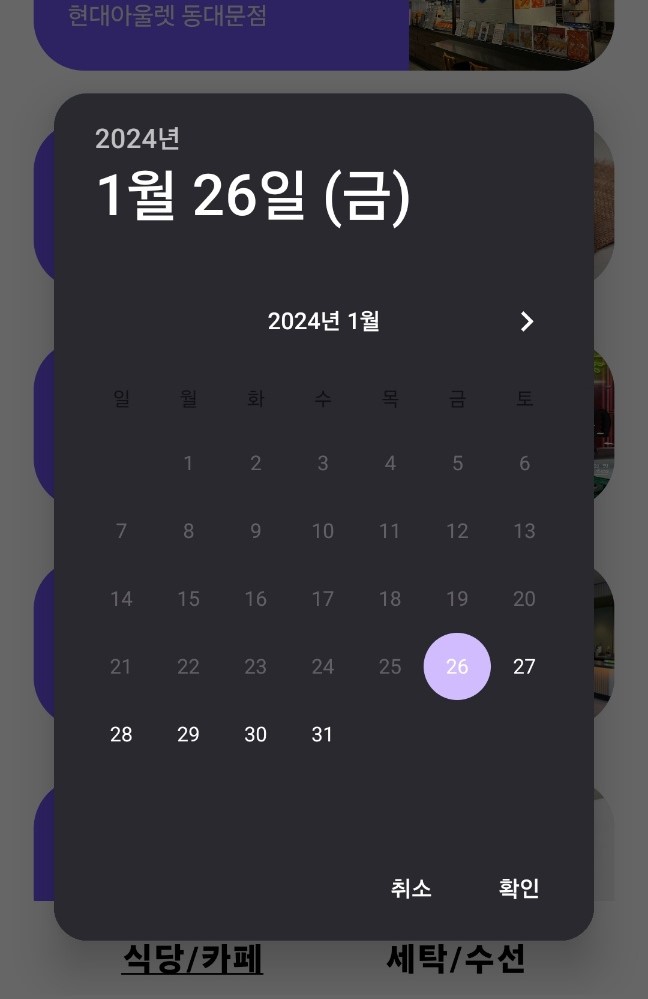 현대아울렛 동대문점
2024년
1월 26일 (금)
2024년 1월
일 월 화 수 목 금 토
1 2 3 4 5 6
7 8 9 10 11 12 13
14 15 16 17 18 19 20
21 22 23 24 25 26 27
28 29 30 31
취소 확인
식당/카페 세탁/수선